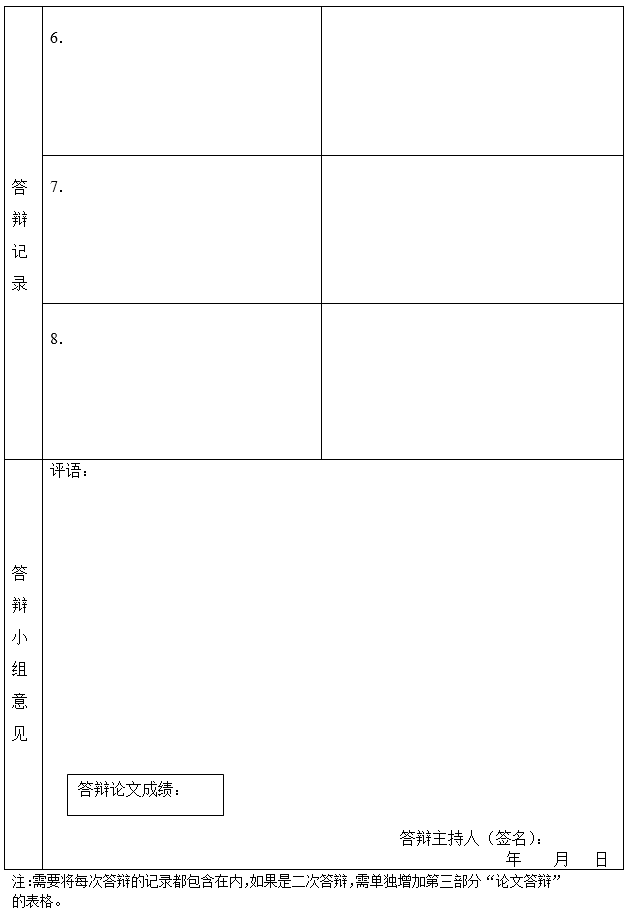 6.
答
辩
记
录
7.
8.
评语：
答
辩
小
组
意
见
答辩论文成绩：
答辩主持人（签名）：
年 月 日
注：需要将每次答辩的记录都包含在内，如果是二次答辩，需单独增加第三部分“论文答辩”
的表格。